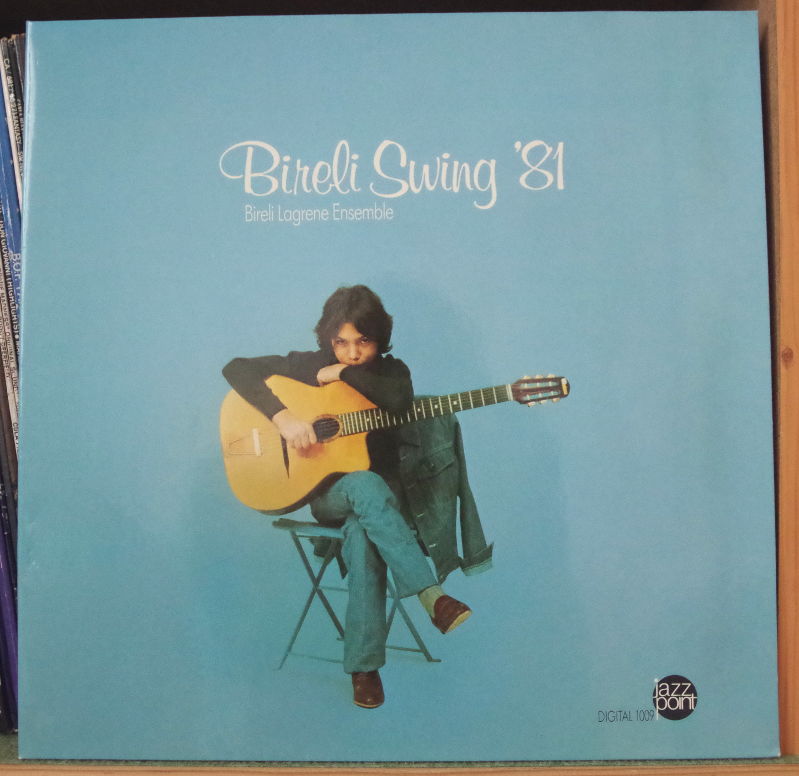 Bireli Swing '81
Bireli Lagrene Ensemble
DIGITAL 1009
jazz
point